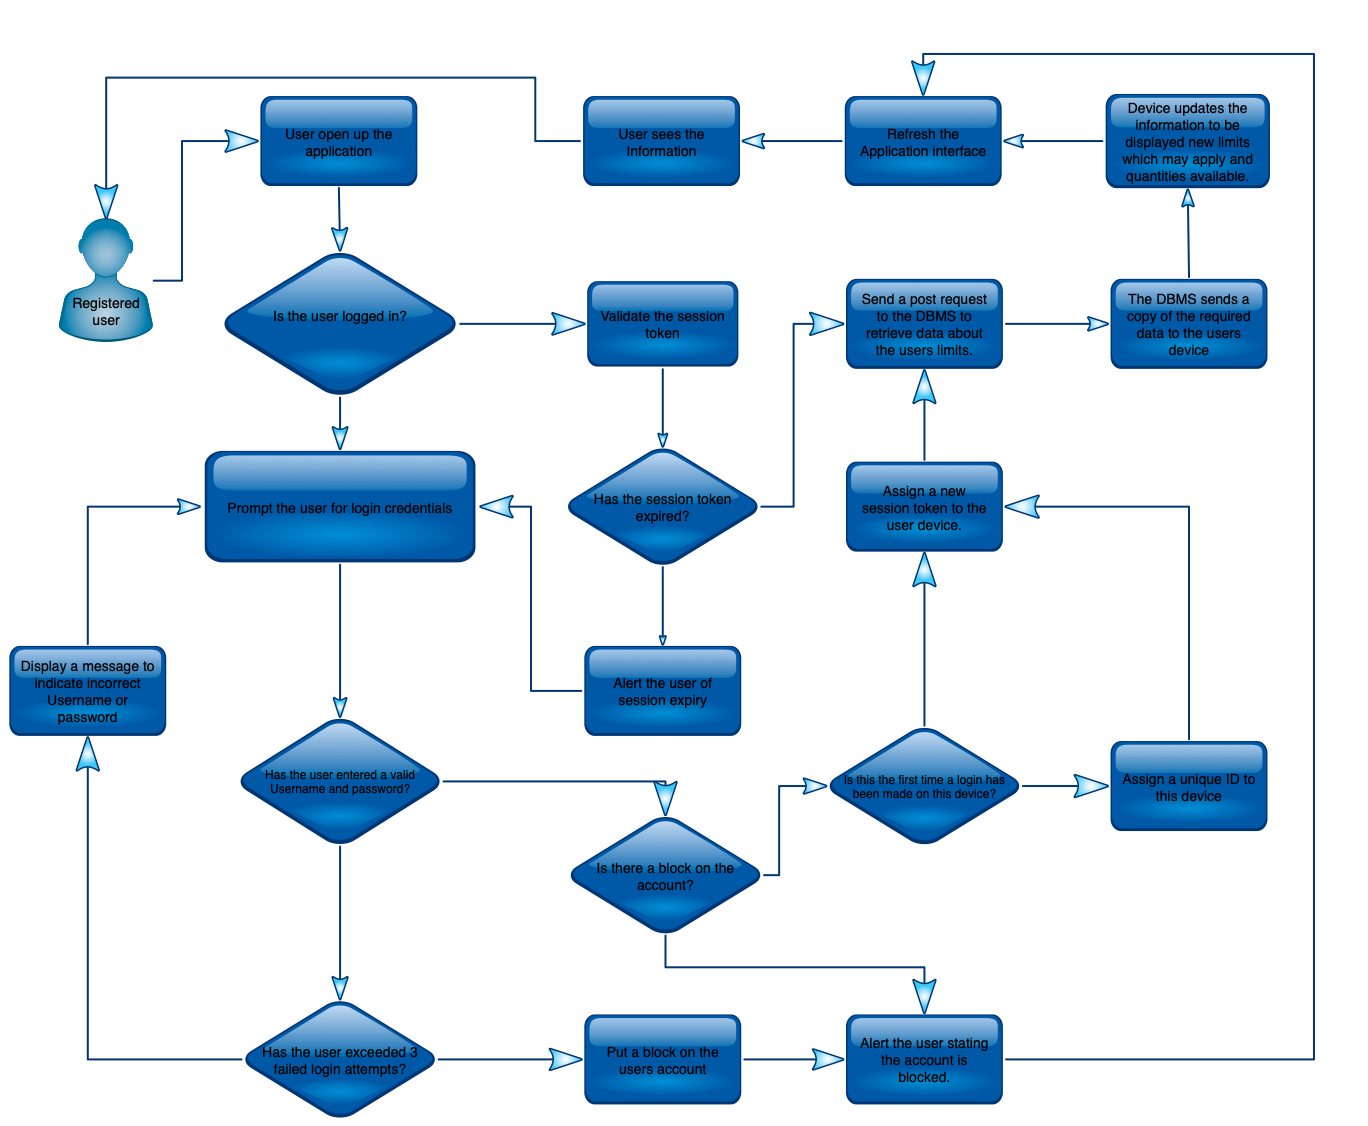 User open up the
application
User sees the
Information
Refresh the
Application interface
Device updates the
information to be
displayed new limits
which may apply and
quantities available.
Registered
user
Is the user logged in?
Validate the session
token
Send a post request
to the DBMS to
retrieve data about
the users limits.
The DBMS sends a
copy of the required
data to the users
device
Prompt the user for login credentials
Has the session token
expired?
Assign a new
session token to the
user device.
Display a message to
indicate incorrect
Username or
password
Alert the user of
session expiry
Has the user entered a valid
Username and password?
Is this the first time a login has
been made on this device?
Assign a unique ID to
this device
Is there a block on the
account?
Has the user exceeded 3
failed login attempts?
Put a block on the
users account
Alert the user stating
the account is
blocked.